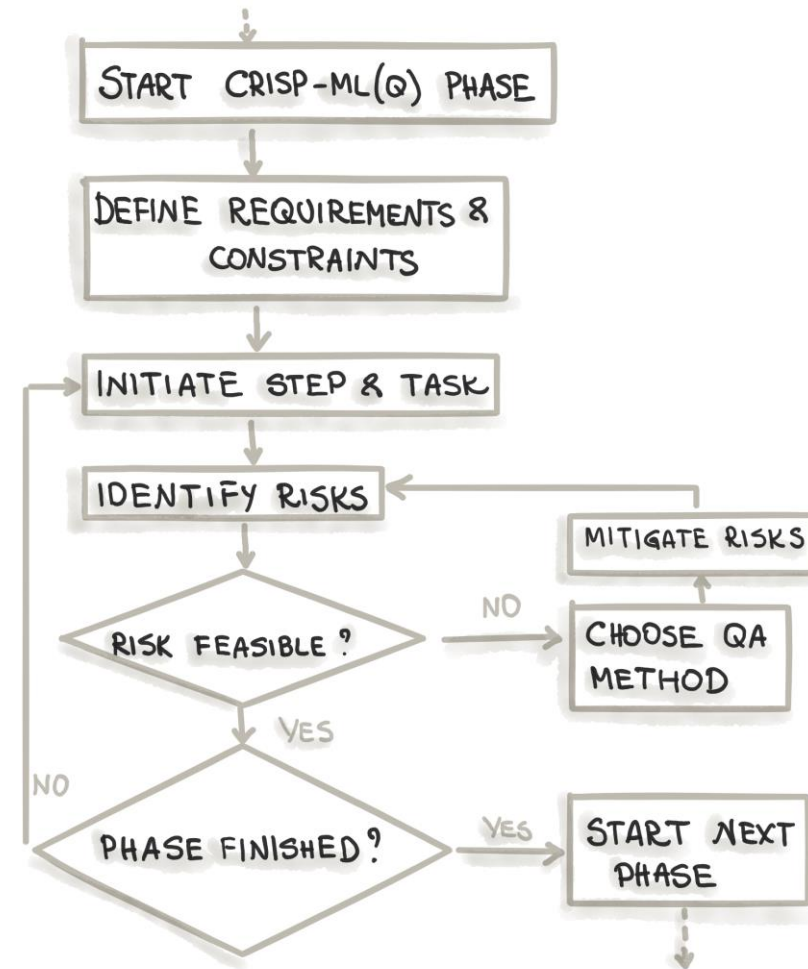 START CRISP-ML(Q) PHASE
DEFINE REQUIREMENTS &
CONSTRAINTS
INITIATE STEP & TASK
IDENTIFY RISKS
MITIGATE RISKS
RISK FEASIBLE?
NO
CHOOSE QA
METHOD
YES
NO
PHASE FINISHED?
YES
START NEXT
PHASE